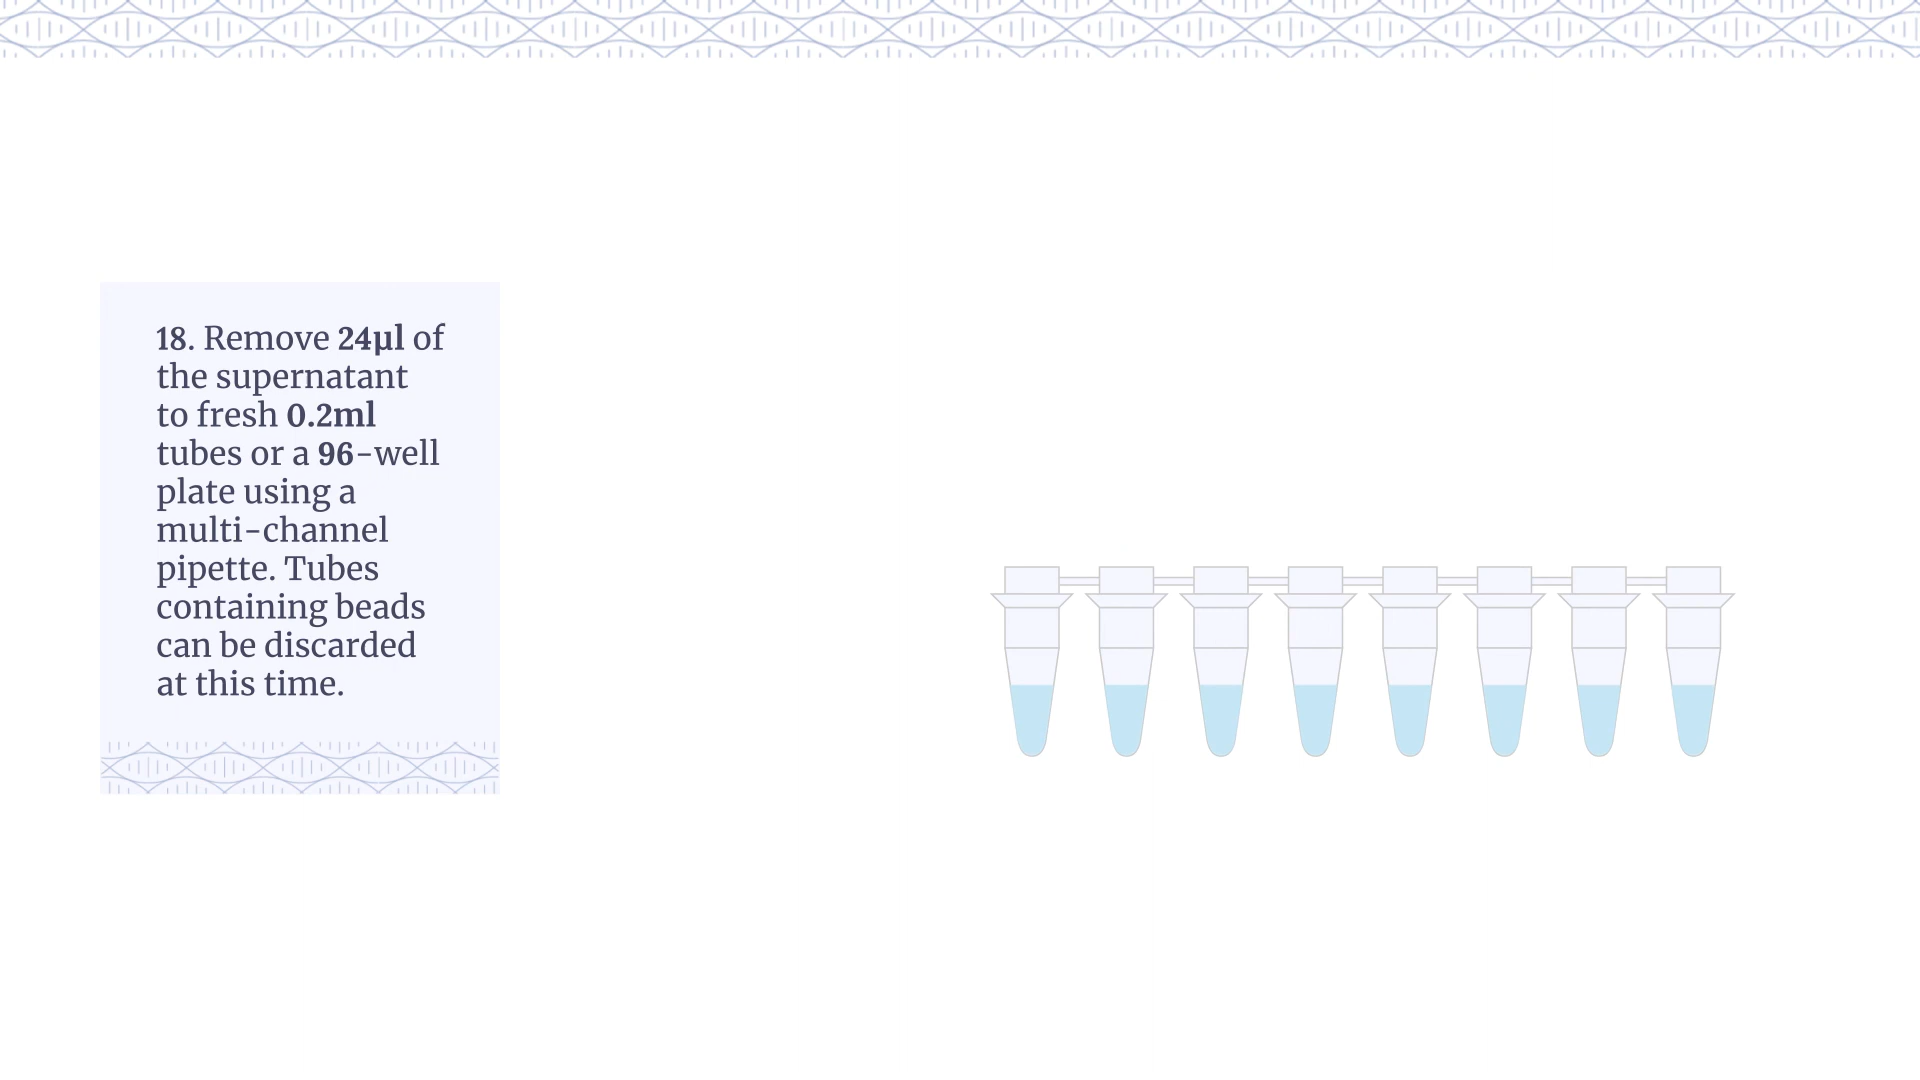 18. Remove 24µl of
the supernatant
to fresh 0.2ml
tubes or a 96-well
plate using a
multi-channel
pipette. Tubes
containing beads
can be discarded
at this time.